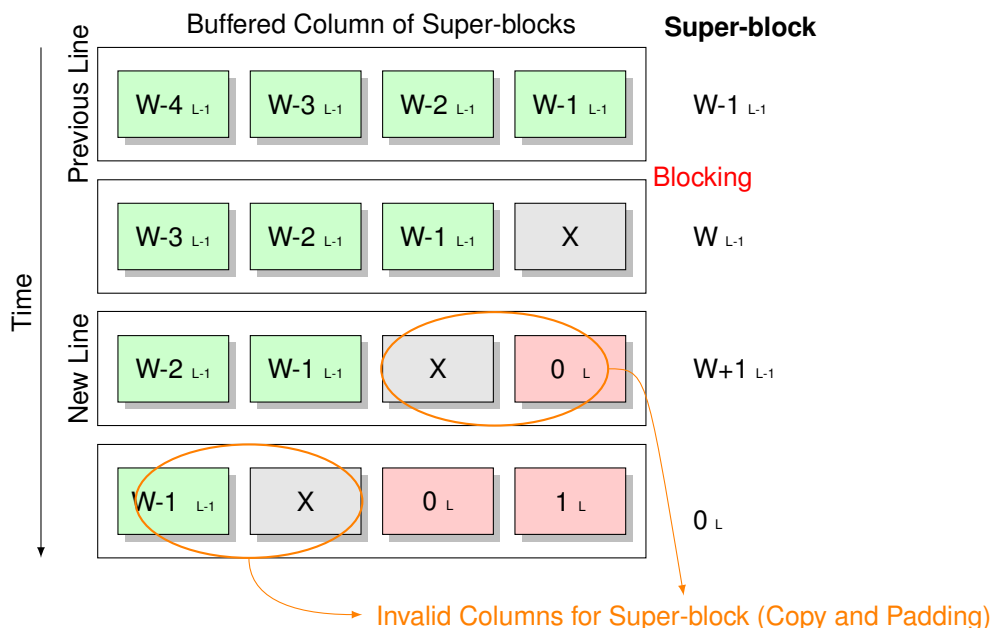 Buffered Column of Super-blocks Super-block
Previous Line
W-4 L-1 W-3 L-1 W-2 L-1 W-1 L-1 W-1 L-1
Blocking
W-3 L-1 W-2 L-1 W-1 L-1 X W L-1
Time
New Line
W-2 L-1 W-1 L-1 X 0 L W+1 L-1
W-1 L-1 X 0 L 1 L 0 L
Invalid Columns for Super-block (Copy and Padding)